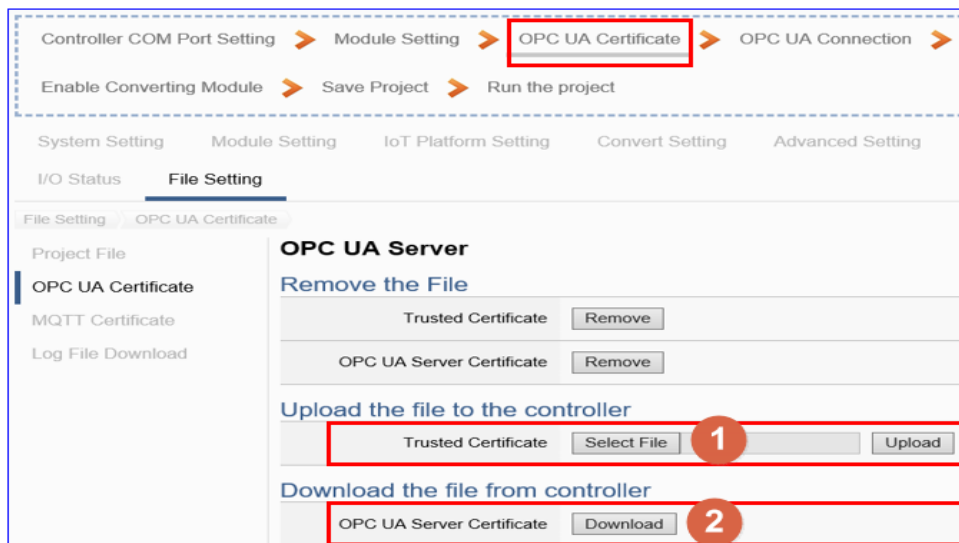 Controller COM Port Setting Module Setting OPC UA Certificate OPC UA Connection
Enable Converting Module Save Project Run the project
System Setting Module Setting IoT Platform Setting Convert Setting Advanced Setting
I/O Status File Setting
File Setting OPC UA Certificate
Project File
OPC UA Certificate
MQTT Certificate
Log File Download
OPC UA Server
Remove the File
Trusted Certificate Remove
OPC UA Server Certificate Remove
Upload the file to the controller
Trusted Certificate Select File 1 Upload
Download the file from controller
OPC UA Server Certificate Download 2